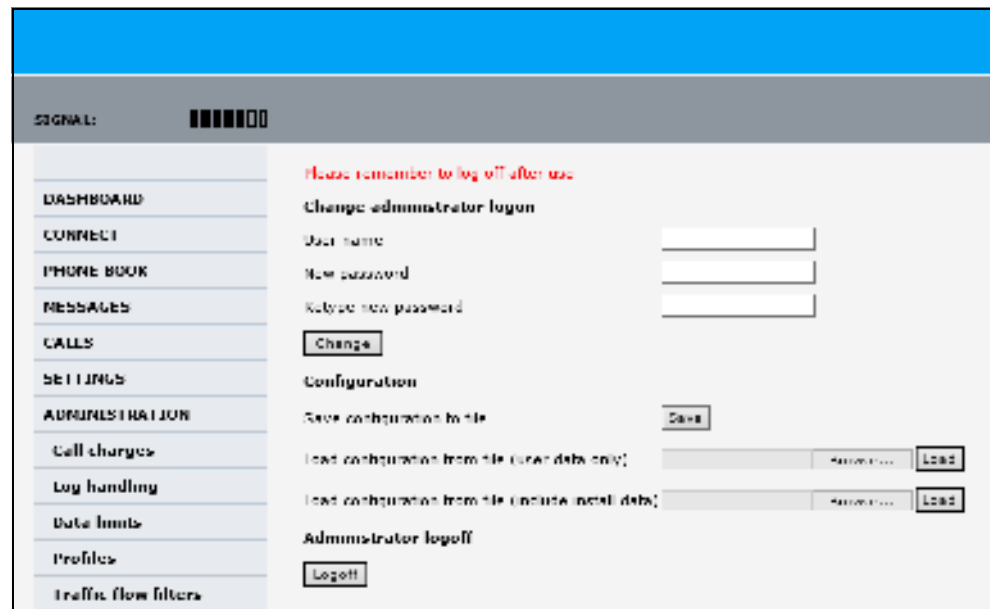 SIGNAL:
Please remember to log off after use
DASHBOARD
Change administrator logon
CONNECT
User name
PHONE BOOK
New password
MESSAGES
Retype new password
CALLS
Change
SETTINGS
Configuration
ADMINISTRATION
Save configuration to file
Save
Call charges
Load configuration from file (user data only)
Browse...
Load
Log handling
Load configuration from file (include install data)
Browse...
Load
Data limits
Administrator logoff
Profiles
Logoff
Traffic flow filters